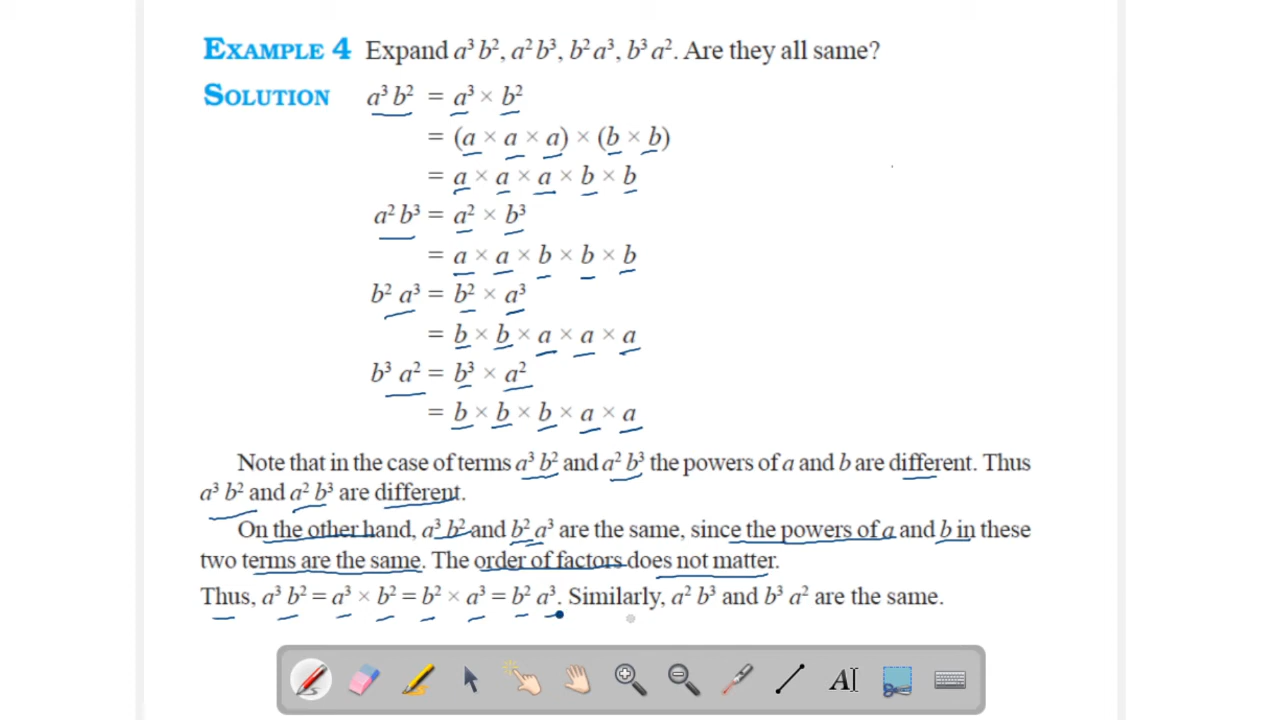 EXAMPLE 4 Expand a³ b², a² b³, b² a³, b³ a². Are they all same?
SOLUTION a³ b² = a³ × b²
= (a × a × a) × (b × b)
= a × a × a × b × b
a² b³ = a² × b³
= a × a × b × b × b
b² a³ = b² × a³
= b × b × a × a × a
b³ a² = b³ × a²
= b × b × b × a × a
Note that in the case of terms a³ b² and a² b³ the powers of a and b are different. Thus
a³ b² and a² b³ are different.
On the other hand, a³ b² and b² a³ are the same, since the powers of a and b in these
two terms are the same. The order of factors does not matter.
Thus, a³ b² = a³ × b² = b² × a³ = b² a³. Similarly, a² b³ and b³ a² are the same.
AI